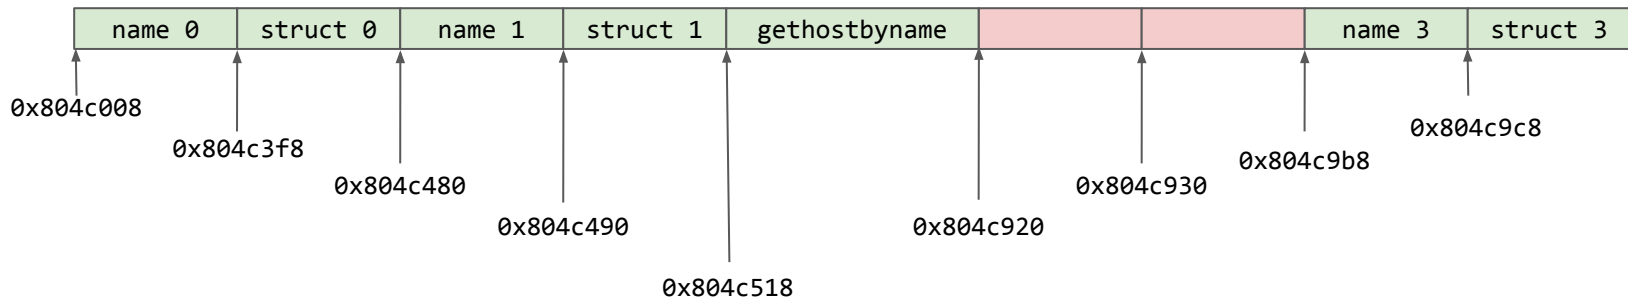 name 0 struct 0 name 1 struct 1 gethostbyname name 3 struct 3
0x804c008
0x804c3f8
0x804c480
0x804c490
0x804c518
0x804c920
0x804c930
0x804c9b8
0x804c9c8